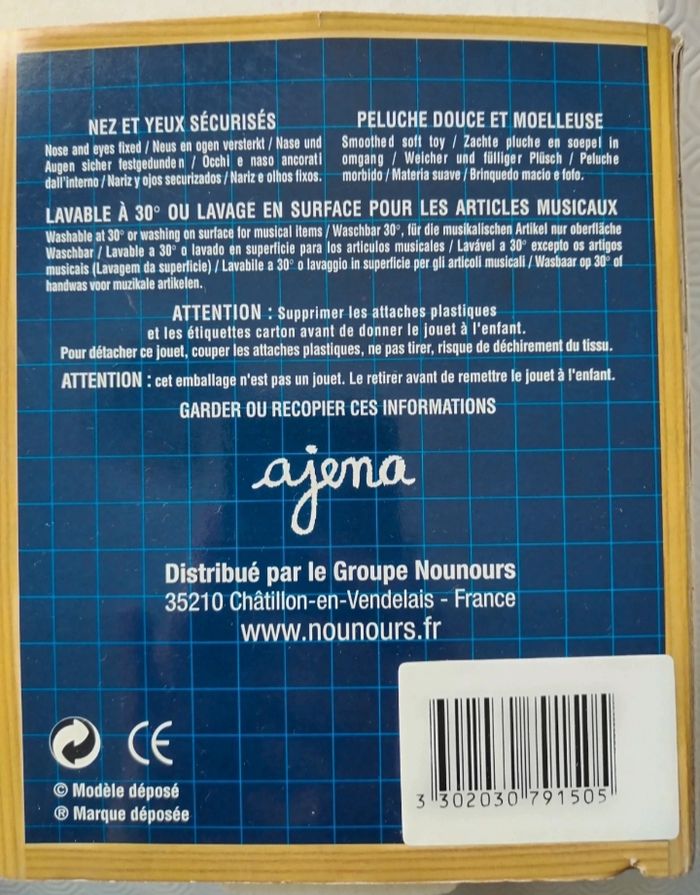 NEZ ET YEUX SÉCURISÉS
Nose and eyes fixed / Neus en ogen versterkt / Nase und
Augen sicher festgedunden / Occhi e naso ancorati
dall'interno / Nariz y ojos securizados / Nariz e olhos fixos.
PELUCHE DOUCE ET MOELLEUSE
Smoothed soft toy / Zachte pluche en soepel in
omgang / Weicher und fülliger Plüsch / Peluche
morbido / Materia suave / Brinquedo macio e fofo.
LAVABLE À 30° OU LAVAGE EN SURFACE POUR LES ARTICLES MUSICAUX
Washable at 30° or washing on surface for musical items / Waschbar 30°, für die musikalischen Artikel nur oberfläche
Waschbar / Lavable a 30° o lavado en superficie para los articulos musicales / Lavável a 30° excepto os artigos
musicais (Lavagem da superficie) / Lavabile a 30° o lavaggio in superficie per gli articoli musicali / Wasbaar op 30° of
handwas voor muzikale artikelen.
ATTENTION : Supprimer les attaches plastiques
et les étiquettes carton avant de donner le jouet à l'enfant.
Pour détacher ce jouet, couper les attaches plastiques, ne pas tirer, risque de déchirement du tissu.
ATTENTION : cet emballage n'est pas un jouet. Le retirer avant de remettre le jouet à l'enfant.
GARDER OU RECOPIER CES INFORMATIONS
ajena
Distribué par le Groupe Nounours
35210 Châtillon-en-Vendelais - France
www.nounours.fr
CE
© Modèle déposé
® Marque déposée
3 302030 791505